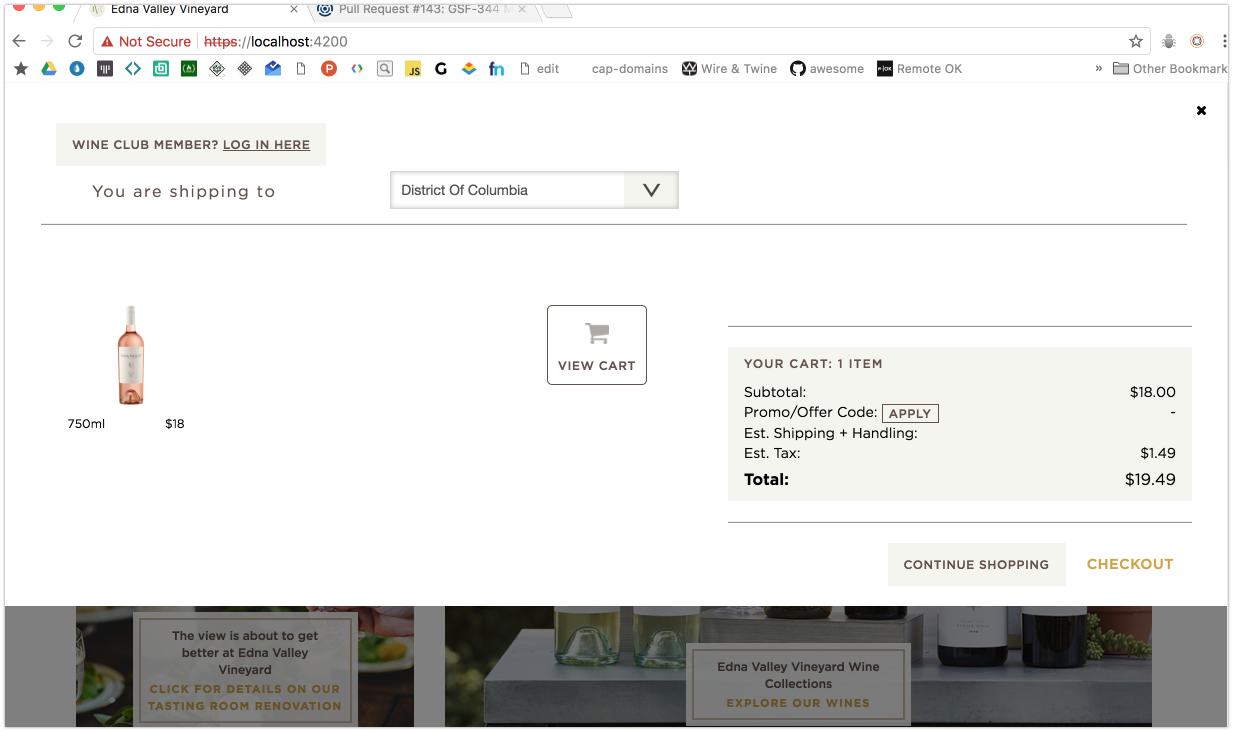 Edna Valley Vineyard
Pull Request #143: GSF-344 M
Not Secure https://localhost:4200
JS G fn edit cap-domains Wire & Twine awesome Remote OK » Other Bookmark
WINE CLUB MEMBER? LOG IN HERE
You are shipping to District Of Columbia
VIEW CART
750ml $18
YOUR CART: 1 ITEM
Subtotal: $18.00
Promo/Offer Code: APPLY -
Est. Shipping + Handling:
Est. Tax: $1.49
Total: $19.49
CONTINUE SHOPPING CHECKOUT
The view is about to get
better at Edna Valley
Vineyard
CLICK FOR DETAILS ON OUR
TASTING ROOM RENOVATION
Edna Valley Vineyard Wine
Collections
EXPLORE OUR WINES